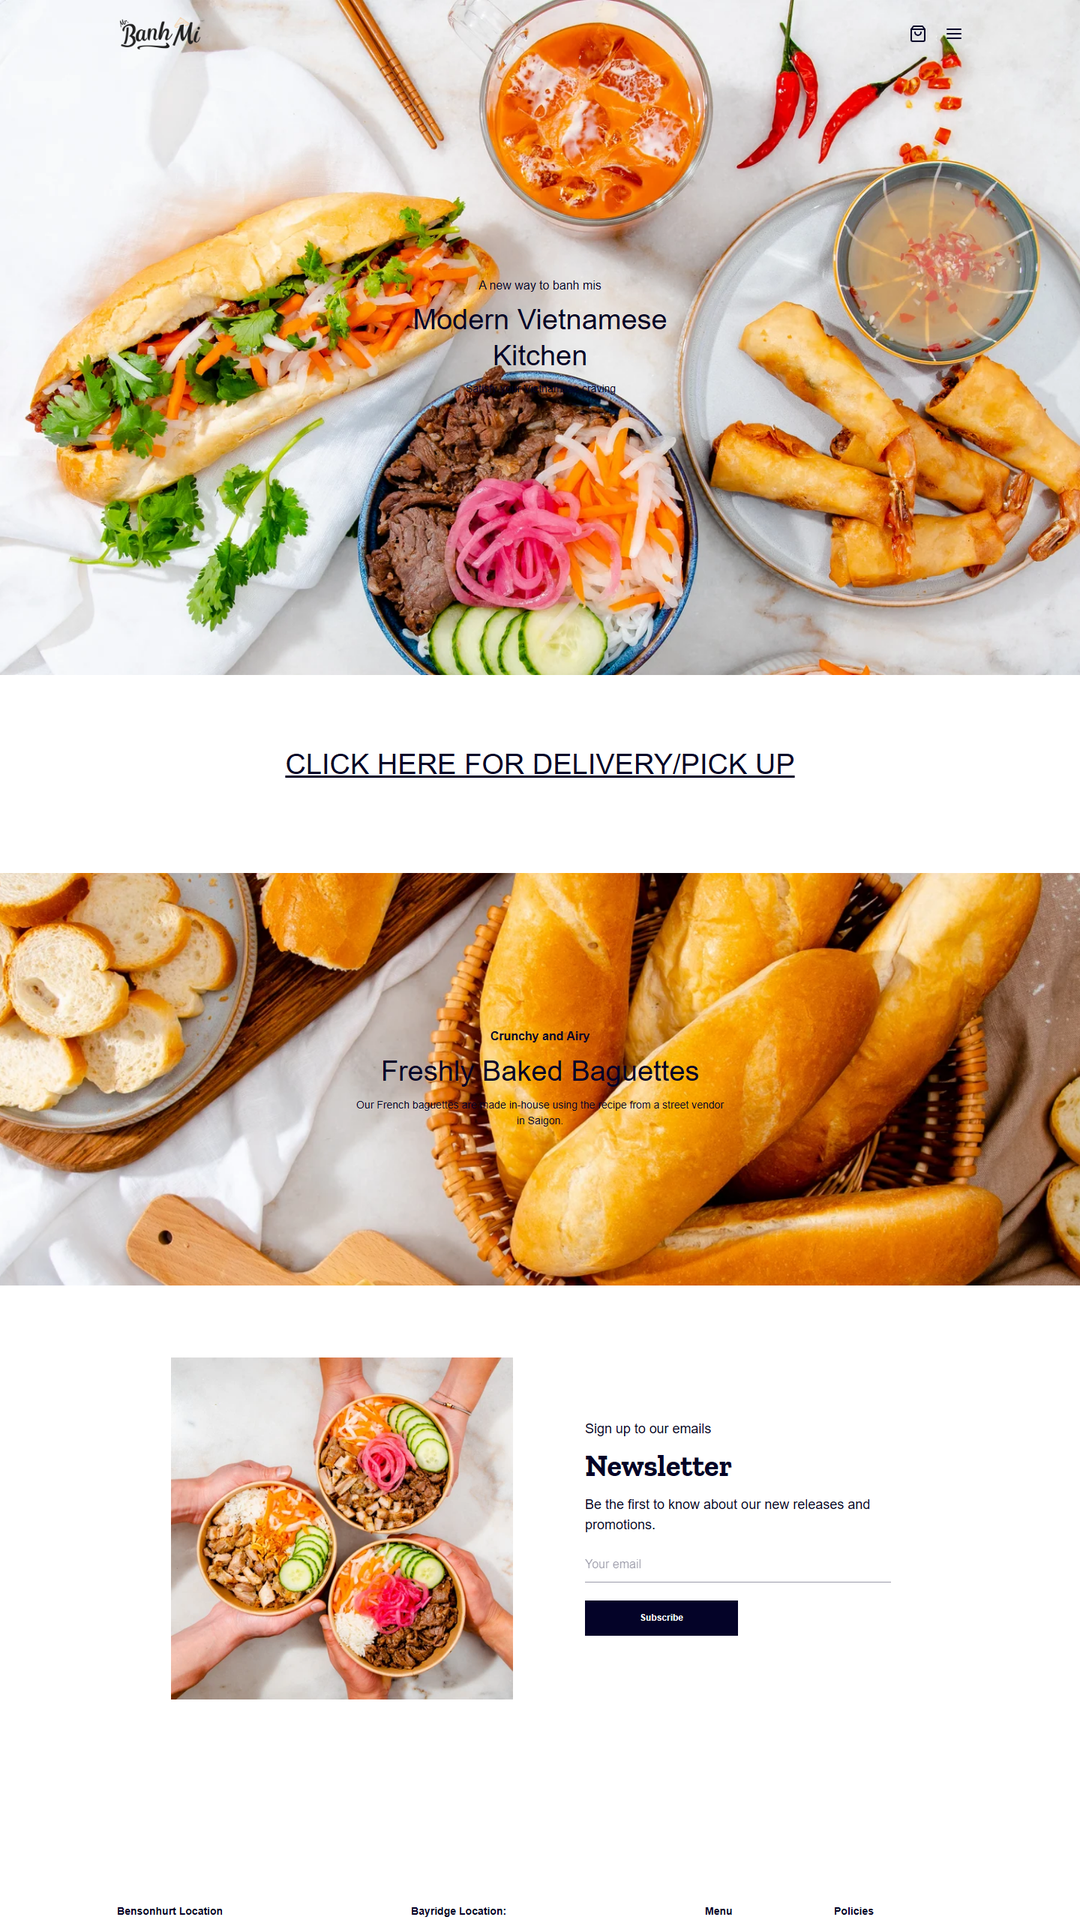 Mr. Banh Mi
A new way to banh mis
Modern Vietnamese
Kitchen
craving
CLICK HERE FOR DELIVERY/PICK UP
Crunchy and Airy
Freshly Baked Baguettes
Our French baguettes are made in-house using the recipe from a street vendor
in Saigon.
Sign up to our emails
Newsletter
Be the first to know about our new releases and
promotions.
Your email
Subscribe
Bensonhurt Location
Bayridge Location:
Menu
Policies